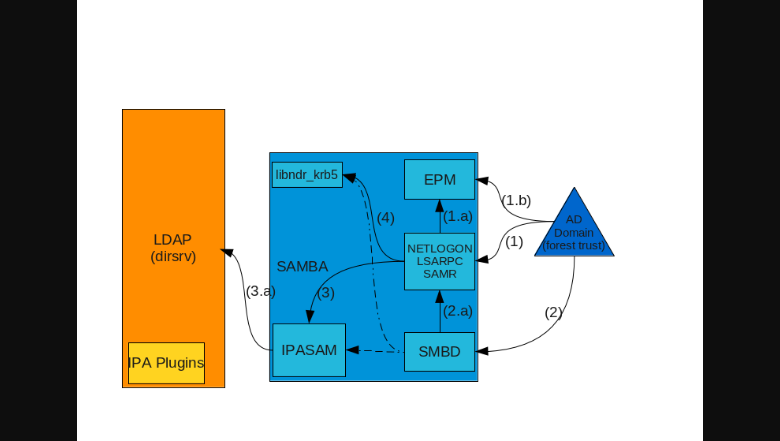 libndr_krb5
EPM
(1.b)
(1.a)
(4)
AD
Domain
(forest trust)
LDAP
(dirsrv)
(1)
NETLOGON
LSARPC
SAMR
SAMBA
(3.a)
(3)
(2.a)
(2)
IPASAM
SMBD
IPA Plugins